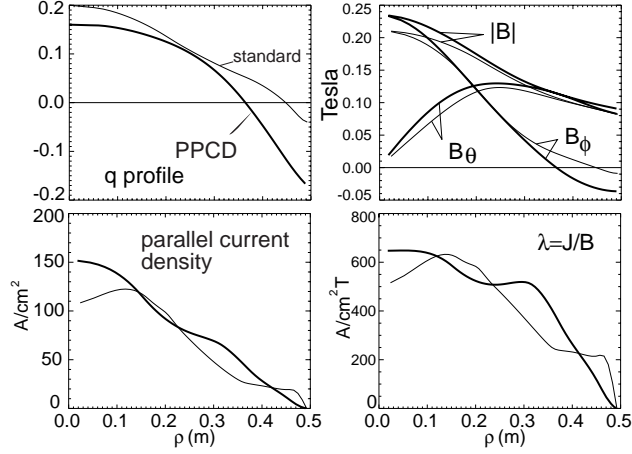 0.2
0.1
0.0
0.1
0.2
standard
PPCD
q profile
Tesla
0.25
0.20
0.15
0.10
0.05
0.00
-0.05
|B|
Bθ
Bϕ
A/cm²
200
150
100
50
0
parallel current
density
0.0 0.1 0.2 0.3 0.4 0.5
ρ (m)
A/cm²T
800
600
400
200
0
λ=J/B
0.0 0.1 0.2 0.3 0.4 0.5
ρ (m)